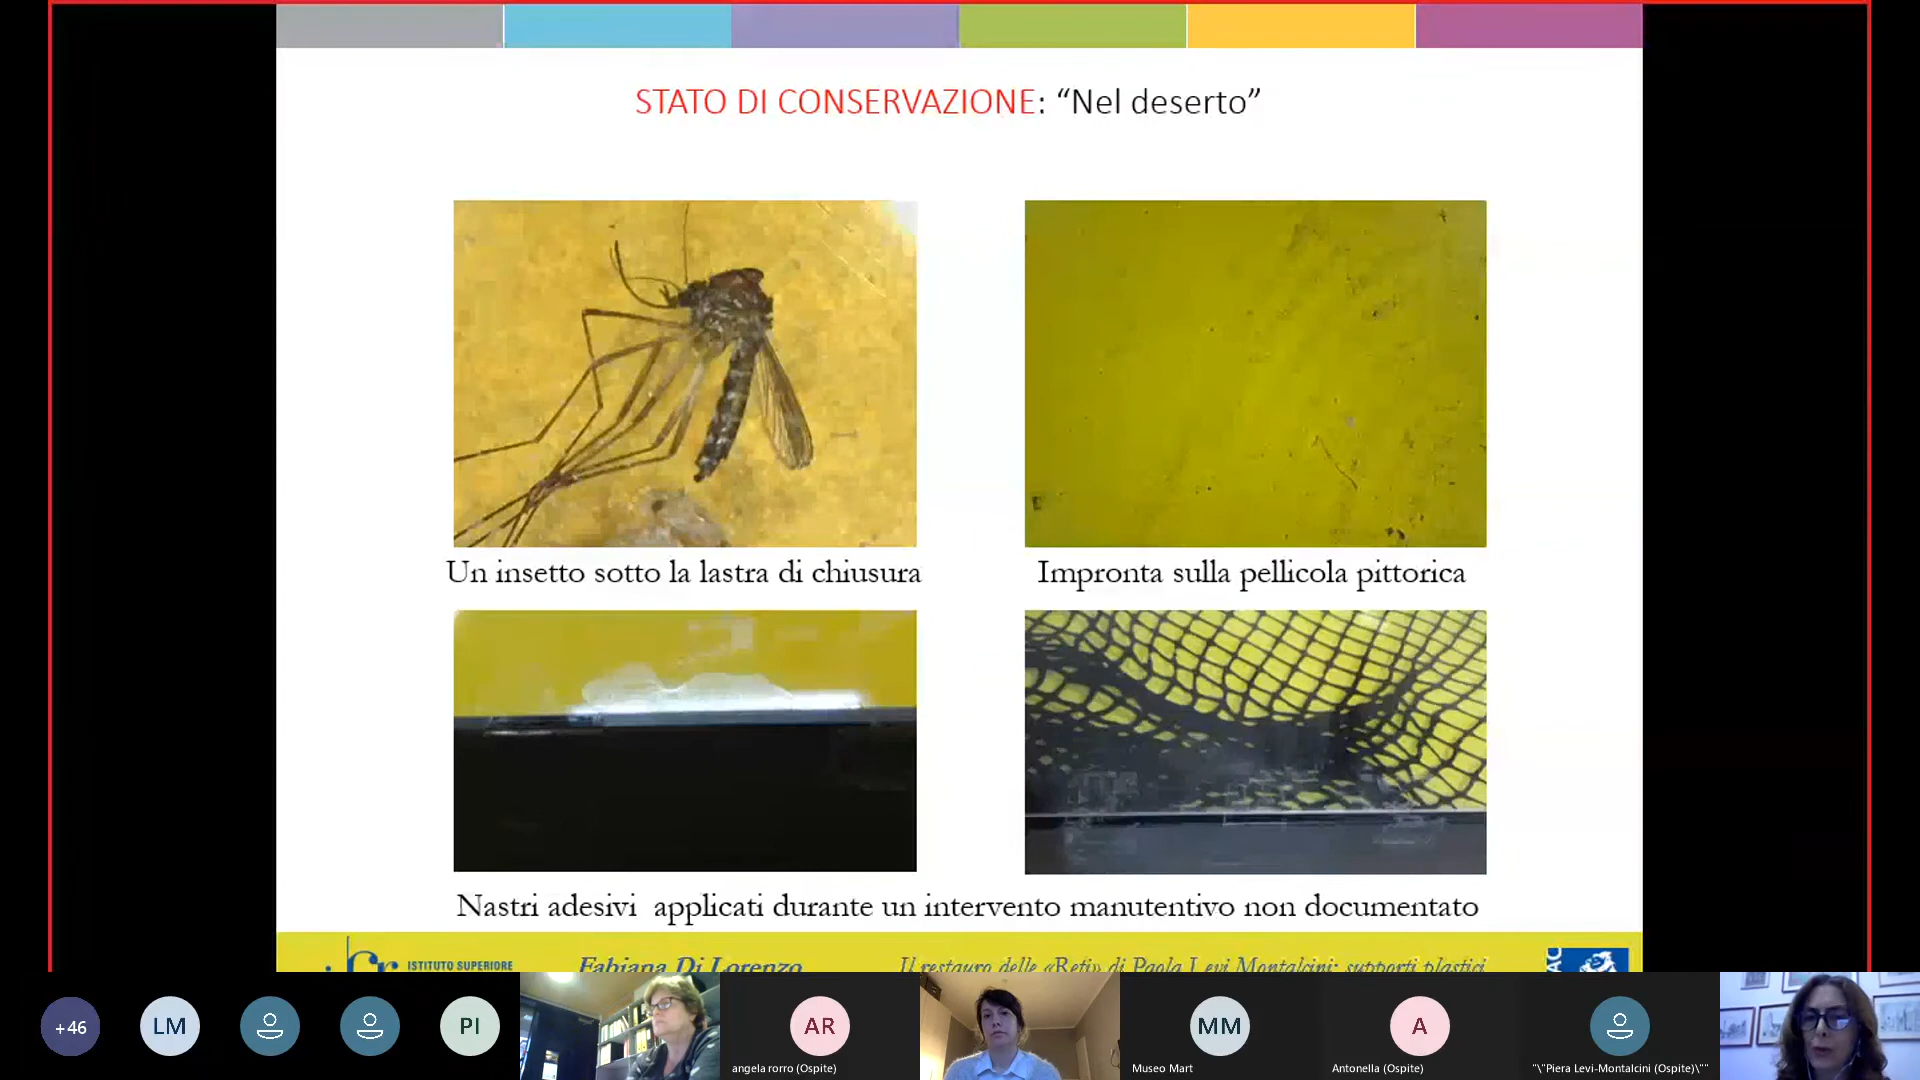 STATO DI CONSERVAZIONE: “Nel deserto”
Un insetto sotto la lastra di chiusura
Impronta sulla pellicola pittorica
Nastri adesivi applicati durante un intervento manutentivo non documentato
ISTITUTO SUPERIORE
Fabiana Di Lorenzo
Il restauro delle «Reti» di Paola Levi Montalcini: supporti plastici
+46
LM
PI
AR
angela rorro (Ospite)
MM
Museo Mart
A
Antonella (Ospite)
"\"Piera Levi-Montalcini (Ospite)\""